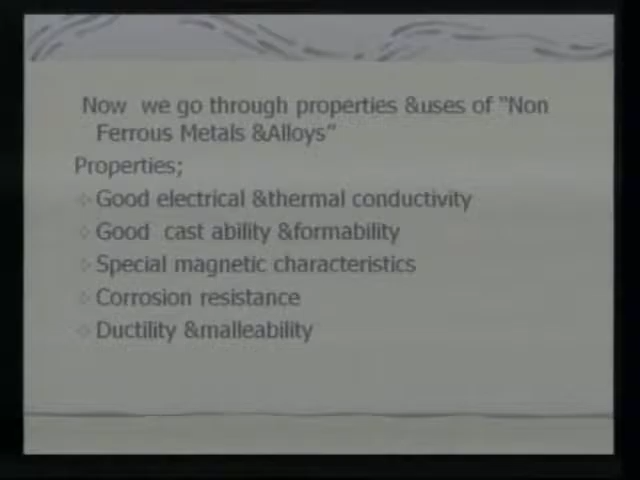 Now we go through properties &uses of "Non
Ferrous Metals &Alloys"
Properties;
Good electrical &thermal conductivity
Good cast ability &formability
Special magnetic characteristics
Corrosion resistance
Ductility &malleability